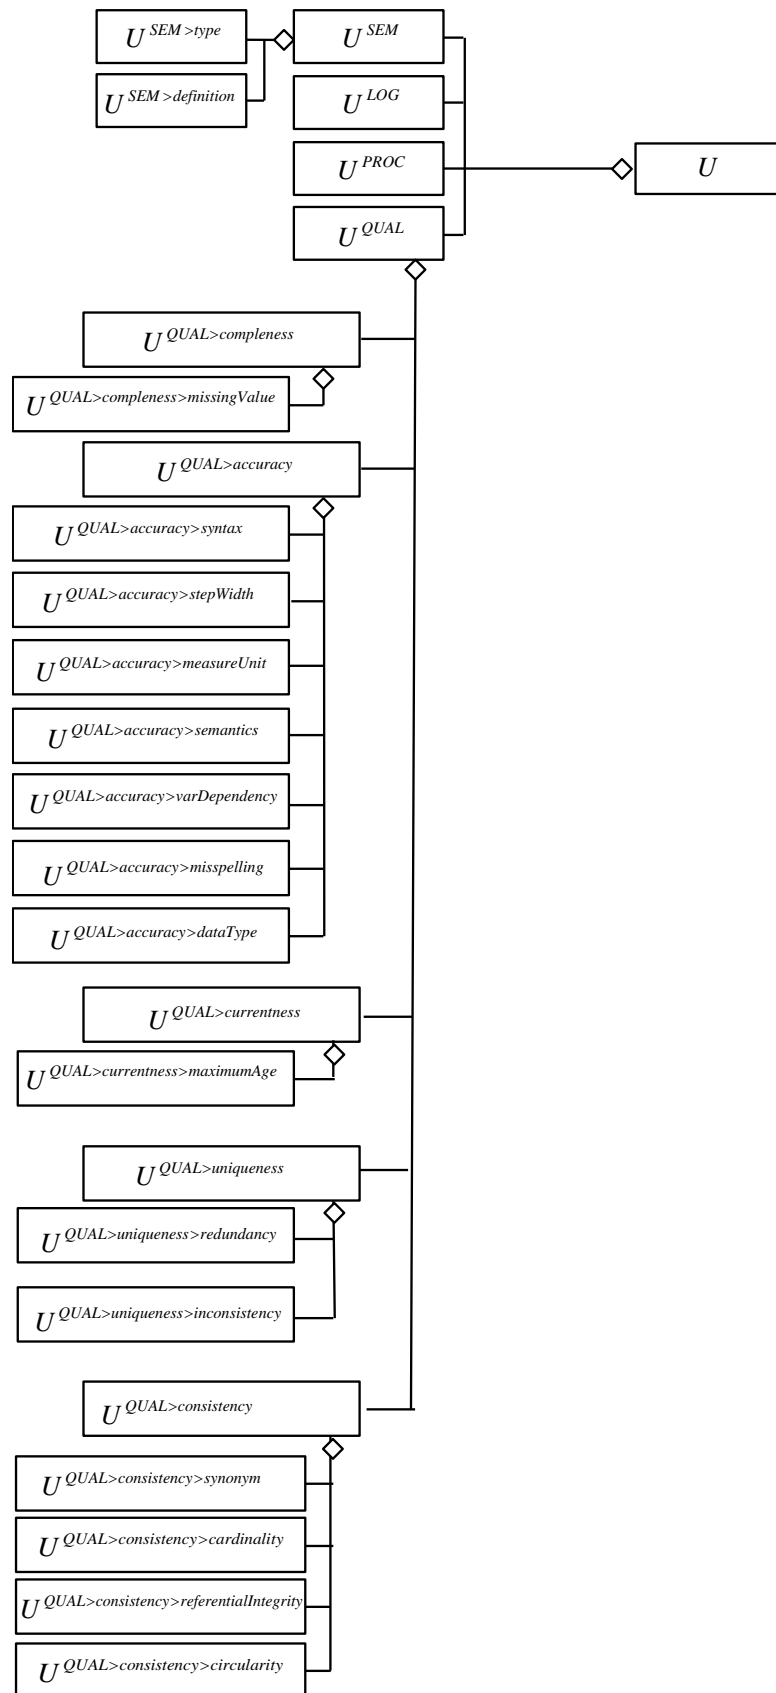 U SEM>type
U SEM
U SEM>definition
U LOG
U PROC
U
U QUAL
U QUAL>compleness
U QUAL>compleness>missingValue
U QUAL>accuracy
U QUAL>accuracy>syntax
U QUAL>accuracy>stepWidth
U QUAL>accuracy>measureUnit
U QUAL>accuracy>semantics
U QUAL>accuracy>varDependency
U QUAL>accuracy>misspelling
U QUAL>accuracy>dataType
U QUAL>currentness
U QUAL>currentness>maximumAge
U QUAL>uniqueness
U QUAL>uniqueness>redundancy
U QUAL>uniqueness>inconsistency
U QUAL>consistency
U QUAL>consistency>synonym
U QUAL>consistency>cardinality
U QUAL>consistency>referentialIntegrity
U QUAL>consistency>circularity